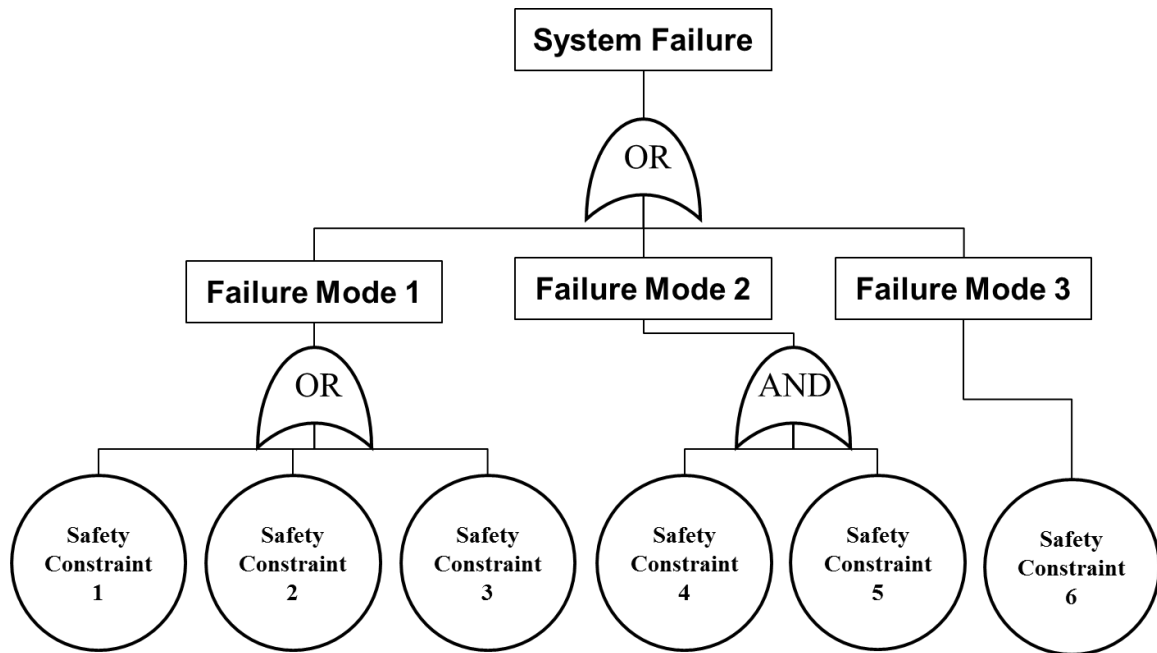 System Failure
OR
Failure Mode 1
Failure Mode 2
Failure Mode 3
OR
AND
Safety
Constraint
1
Safety
Constraint
2
Safety
Constraint
3
Safety
Constraint
4
Safety
Constraint
5
Safety
Constraint
6